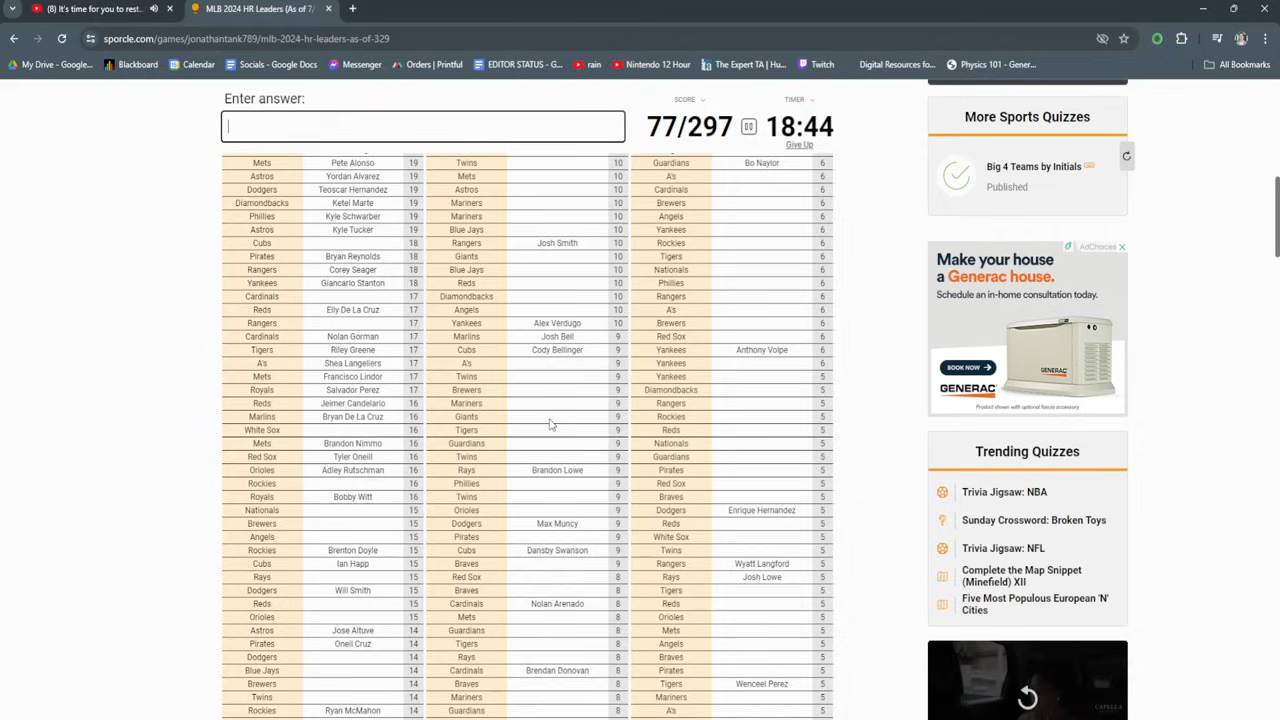 (8) It's time for you to rest
MLB 2024 HR Leaders (As of 7/
sporcle.com/games/jonathantank789/mlb-2024-hr-leaders-as-of-329
My Drive - Google...
Blackboard
Calendar
Socials - Google Docs
Messenger
Orders | Printful
EDITOR STATUS - G...
rain
Nintendo 12 Hour
The Expert TA | Hu...
Twitch
Digital Resources fo...
Physics 101 - Gener...
All Bookmarks
Enter answer:
SCORE
TIMER
77/297
18:44
Give Up
Mets Pete Alonso 19 Twins 10 Guardians Bo Naylor 6
Astros Yordan Alvarez 19 Mets 10 A's 6
Dodgers Teoscar Hernandez 19 Astros 10 Cardinals 6
Diamondbacks Ketel Marte 19 Mariners 10 Brewers 6
Phillies Kyle Schwarber 19 Mariners 10 Angels 6
Astros Kyle Tucker 19 Blue Jays 10 Yankees 6
Cubs 18 Rangers Josh Smith 10 Rockies 6
Pirates Bryan Reynolds 18 Giants 10 Tigers 6
Rangers Corey Seager 18 Blue Jays 10 Nationals 6
Yankees Giancarlo Stanton 18 Reds 10 Phillies 6
Cardinals 17 Diamondbacks 10 Rangers 6
Reds Elly De La Cruz 17 Angels 10 A's 6
Rangers 17 Yankees Alex Verdugo 10 Brewers 6
Cardinals Nolan Gorman 17 Marlins Josh Bell 9 Red Sox 6
Tigers Riley Greene 17 Cubs Cody Bellinger 9 Yankees Anthony Volpe 6
A's Shea Langeliers 17 A's 9 Yankees 6
Mets Francisco Lindor 17 Twins 9 Yankees 5
Royals Salvador Perez 17 Brewers 9 Diamondbacks 5
Reds Jeimer Candelario 16 Mariners 9 Rangers 5
Marlins Bryan De La Cruz 16 Giants 9 Rockies 5
White Sox 16 Tigers 9 Reds 5
Mets Brandon Nimmo 16 Guardians 9 Nationals 5
Red Sox Tyler Oneill 16 Twins 9 Guardians 5
Orioles Adley Rutschman 16 Rays Brandon Lowe 9 Pirates 5
Rockies 16 Phillies 9 Red Sox 5
Royals Bobby Witt 16 Twins 9 Braves 5
Nationals 16 Orioles 9 Dodgers Enrique Hernandez 5
Brewers 15 Dodgers Max Muncy 9 Reds 5
Angels 15 Pirates 9 White Sox 5
Rockies Brenton Doyle 15 Cubs Dansby Swanson 9 Twins 5
Cubs Ian Happ 15 Braves 9 Rangers Wyatt Langford 5
Rays 15 Red Sox 8 Rays Josh Lowe 5
Dodgers Will Smith 15 Braves 8 Tigers 5
Reds 15 Cardinals Nolan Arenado 8 Reds 5
Orioles 15 Mets 8 Orioles 5
Astros Jose Altuve 14 Guardians 8 Mets 5
Pirates Oneil Cruz 14 Tigers 8 Angels 5
Dodgers 14 Rays 8 Braves 5
Blue Jays 14 Cardinals Brendan Donovan 8 Pirates 5
Brewers 14 Braves 8 Tigers Wenceel Perez 5
Twins 14 Mariners 8 Mariners 5
Rockies Ryan McMahon 14 Guardians 8 A's 5
More Sports Quizzes
Big 4 Teams by Initials
Published
AdChoices
Make your house
a Generac house.
Schedule an in-home consultation today.
BOOK NOW
GENERAC
GENERAC
Product shown with optional fascia accessory.
Trending Quizzes
Trivia Jigsaw: NBA
Sunday Crossword: Broken Toys
Trivia Jigsaw: NFL
Complete the Map Snippet
(Minefield) XII
Five Most Populous European 'N'
Cities
CAPELLA